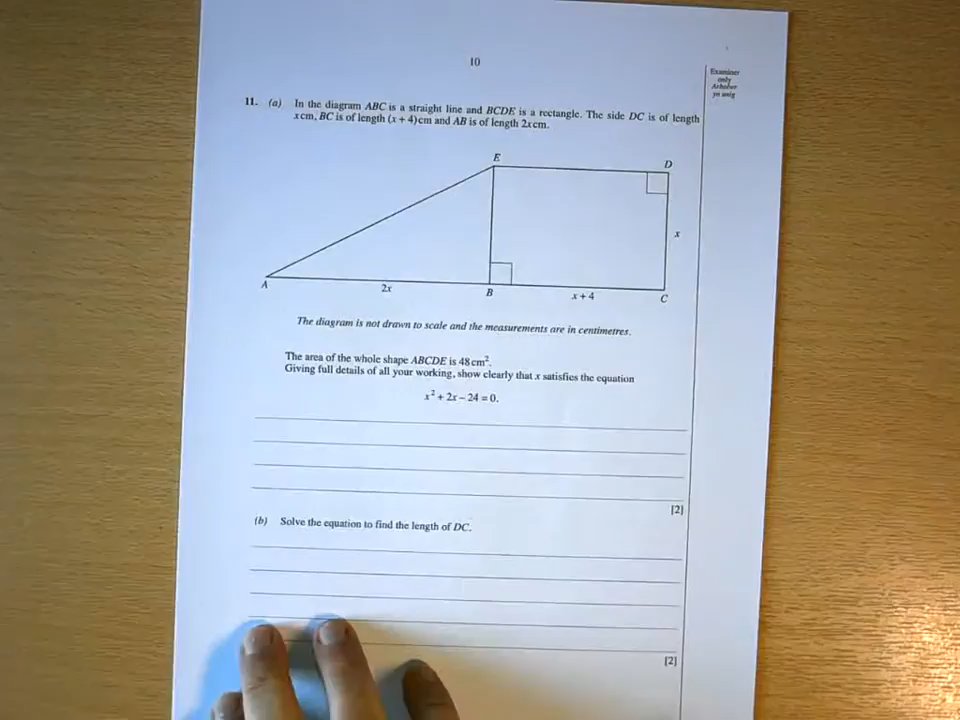 10
Examiner
only
Arholwr
yn unig
11. (a) In the diagram ABC is a straight line and BCDE is a rectangle. The side DC is of length
x cm, BC is of length (x + 4) cm and AB is of length 2x cm.
E
D
x
A
2x
B
x + 4
C
The diagram is not drawn to scale and the measurements are in centimetres.
The area of the whole shape ABCDE is 48 cm².
Giving full details of all your working, show clearly that x satisfies the equation
x² + 2x – 24 = 0.
[2]
(b) Solve the equation to find the length of DC.
[2]